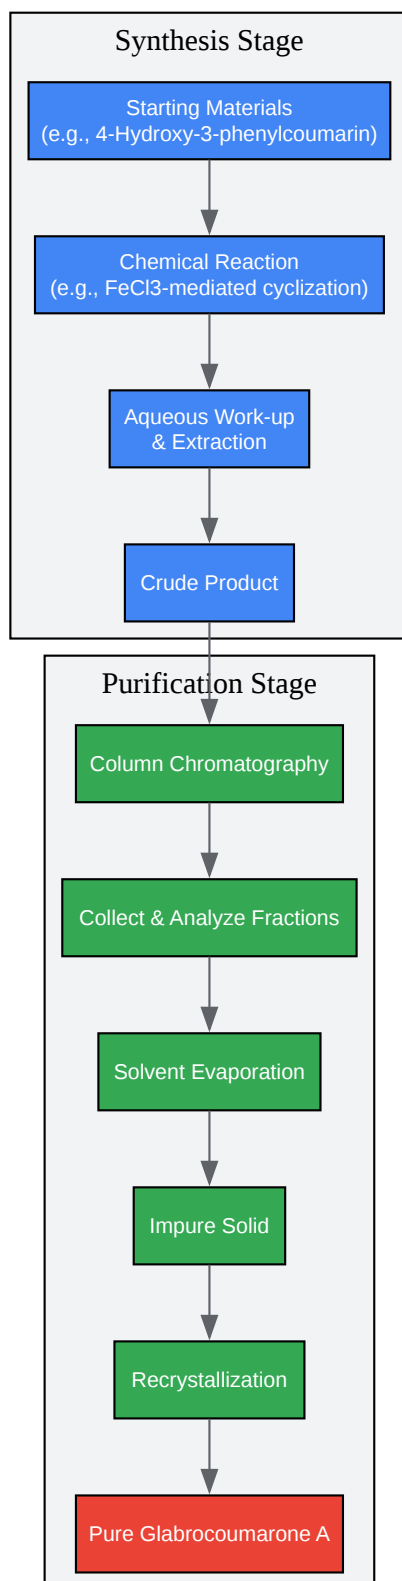 Synthesis Stage
Starting Materials
(e.g., 4-Hydroxy-3-phenylcoumarin)
Chemical Reaction
(e.g., FeCl3-mediated cyclization)
Aqueous Work-up
& Extraction
Crude Product
Purification Stage
Column Chromatography
Collect & Analyze Fractions
Solvent Evaporation
Impure Solid
Recrystallization
Pure Glabrocoumarone A